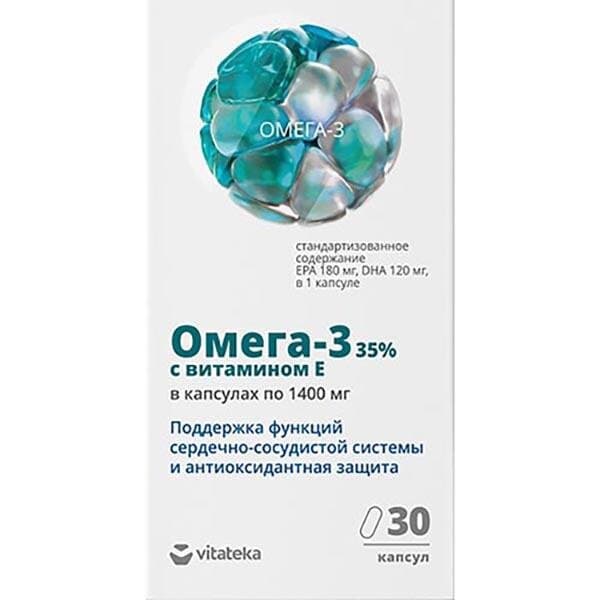 ОМЕГА-3
стандартизованное
содержание
EPA 180 мг, DHA 120 мг,
в 1 капсуле
Омега-3 35%
с витамином Е
в капсулах по 1400 мг
Поддержка функций
сердечно-сосудистой системы
и антиоксидантная защита
30
капсул
vitateka